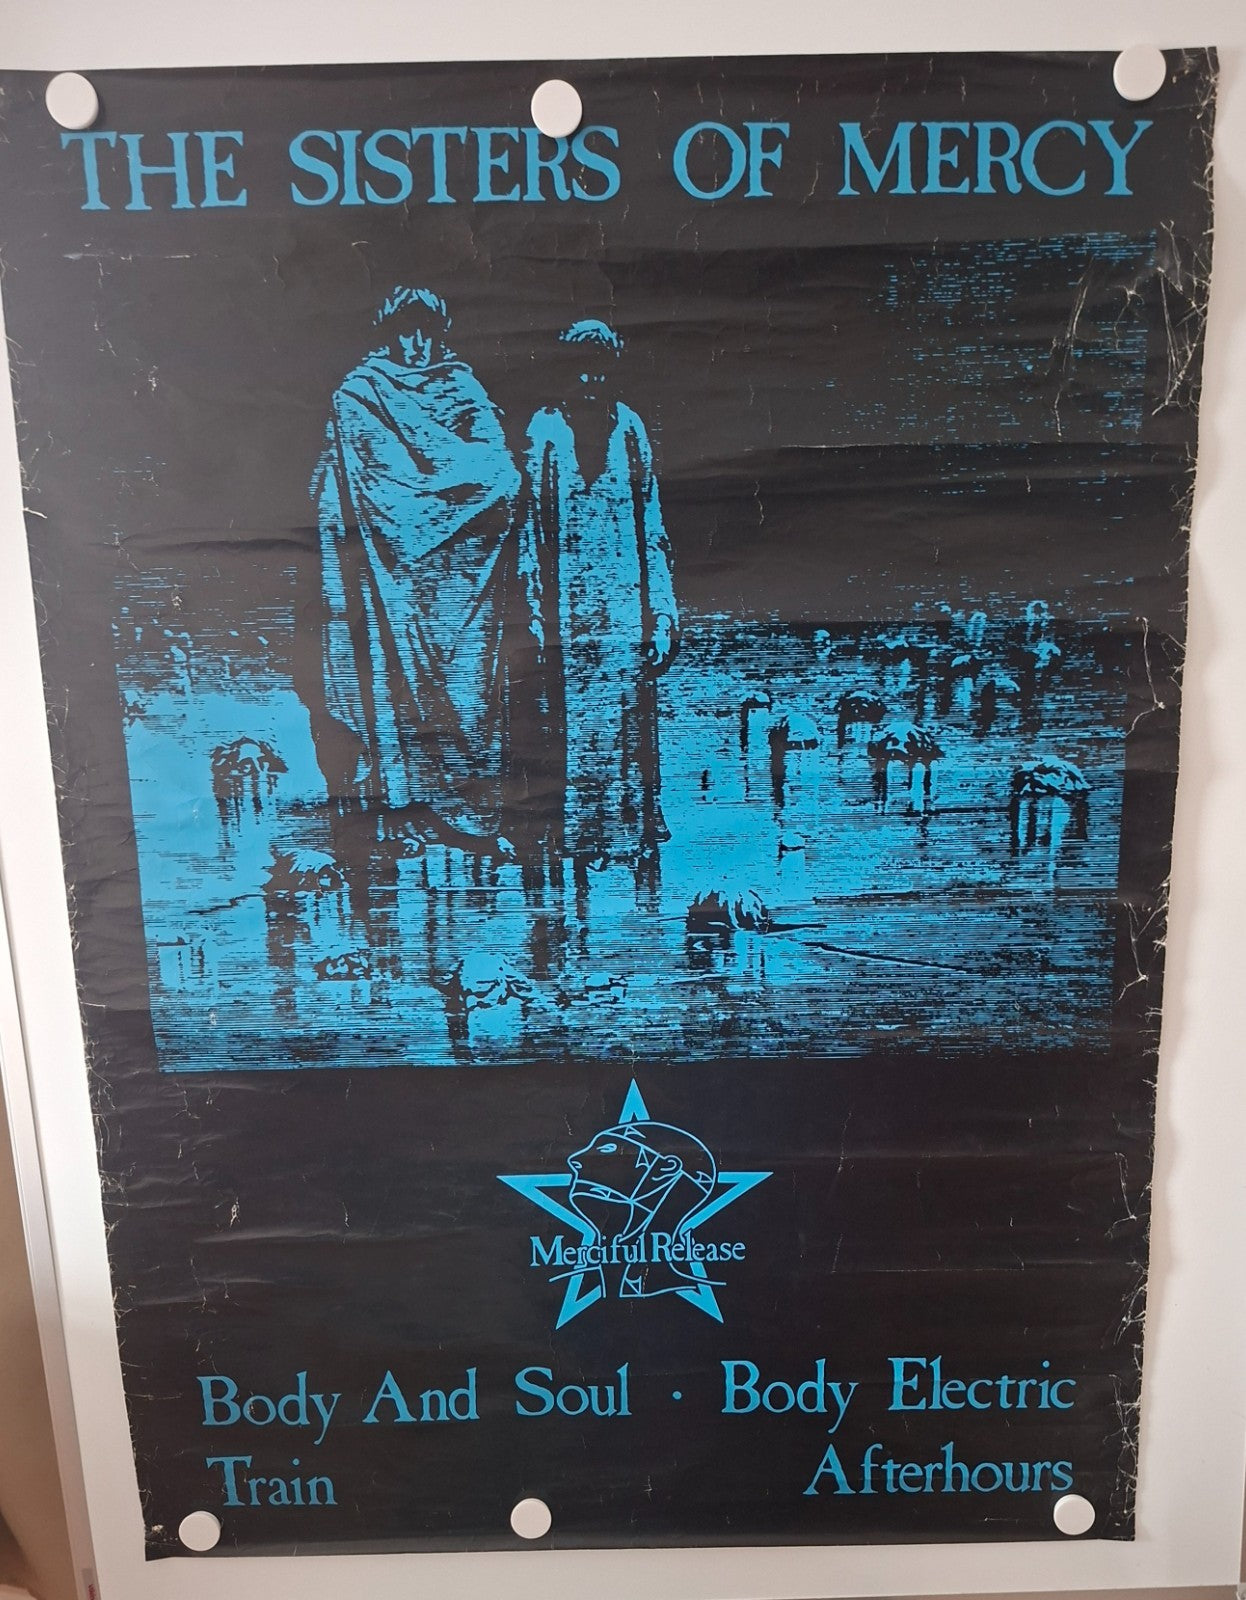 THE SISTERS OF MERCY
Merciful Release
Body And Soul · Body Electric
Train Afterhours